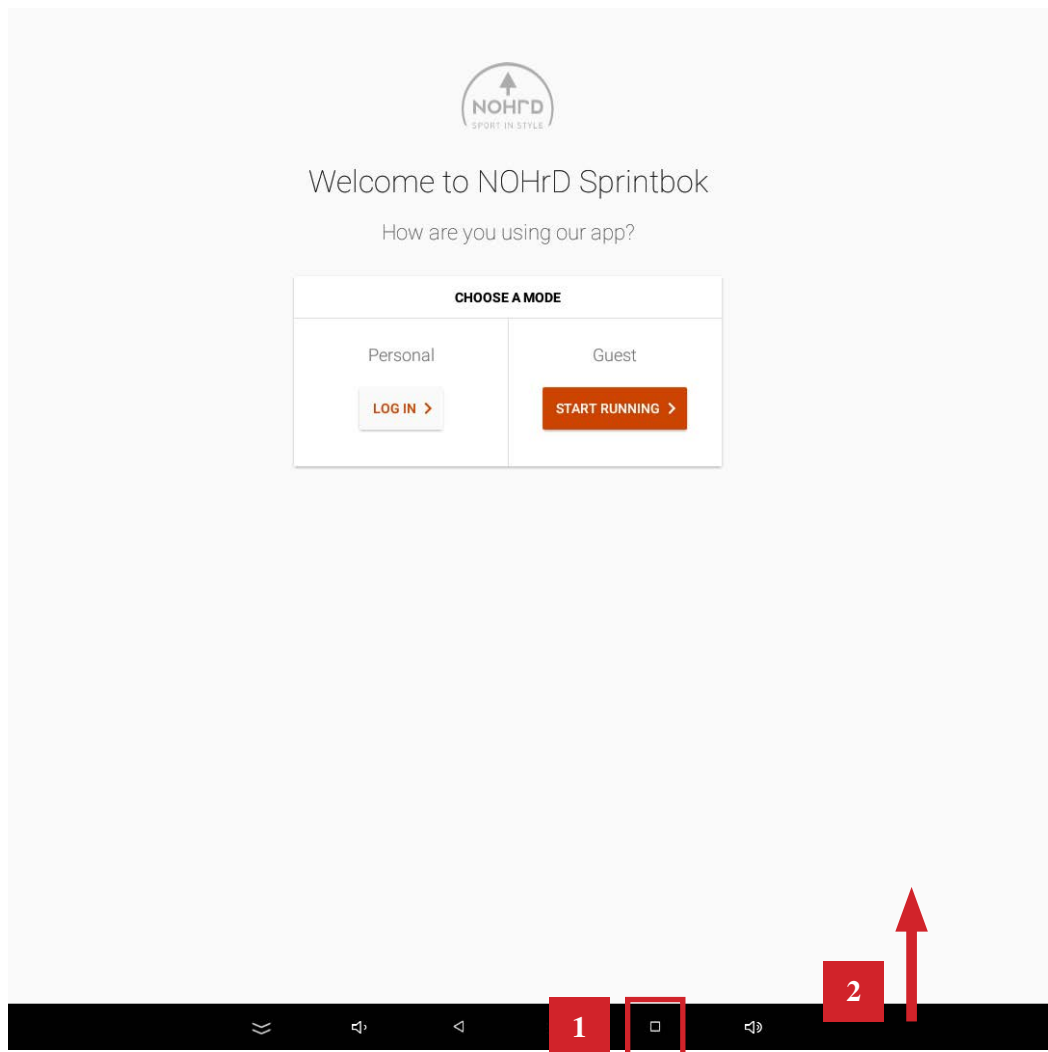 NOHrD
SPORT IN STYLE
Welcome to NOHrD Sprintbok
How are you using our app?
CHOOSE A MODE
Personal
Guest
LOG IN
START RUNNING
2
1